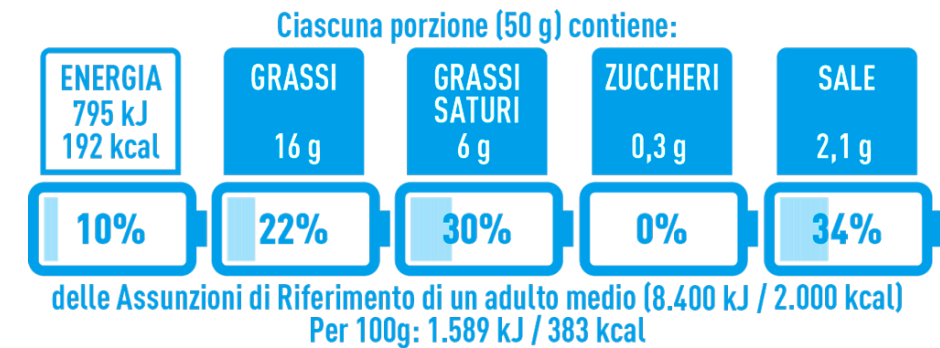 Ciascuna porzione (50 g) contiene:
ENERGIA
795 kJ
192 kcal
GRASSI
16 g
GRASSI
SATURI
6 g
ZUCCHERI
0,3 g
SALE
2,1 g
10%
22%
30%
0%
34%
delle Assunzioni di Riferimento di un adulto medio (8.400 kJ / 2.000 kcal)
Per 100g: 1.589 kJ / 383 kcal